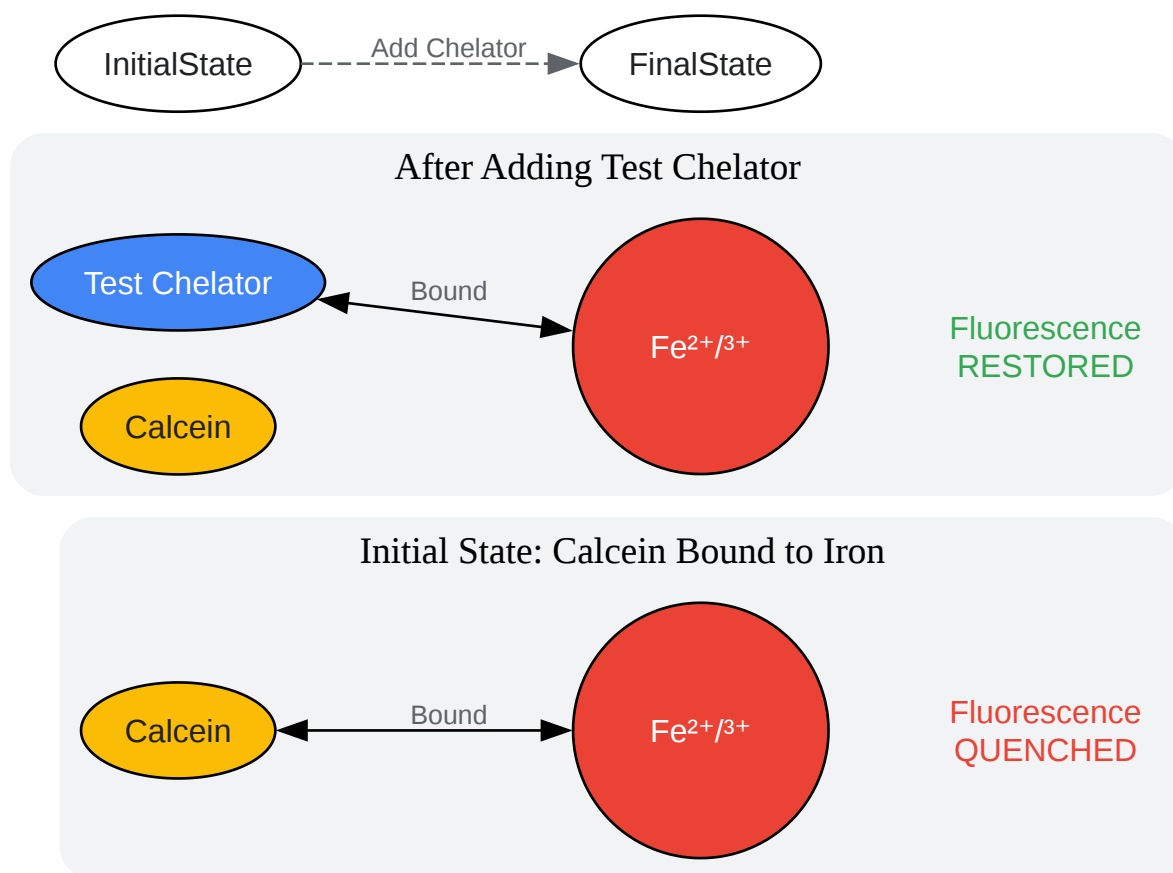 InitialState
Add Chelator
FinalState
After Adding Test Chelator
Test Chelator
Bound
Fe²⁺/³⁺
Fluorescence
RESTORED
Calcein
Initial State: Calcein Bound to Iron
Calcein
Bound
Fe²⁺/³⁺
Fluorescence
QUENCHED